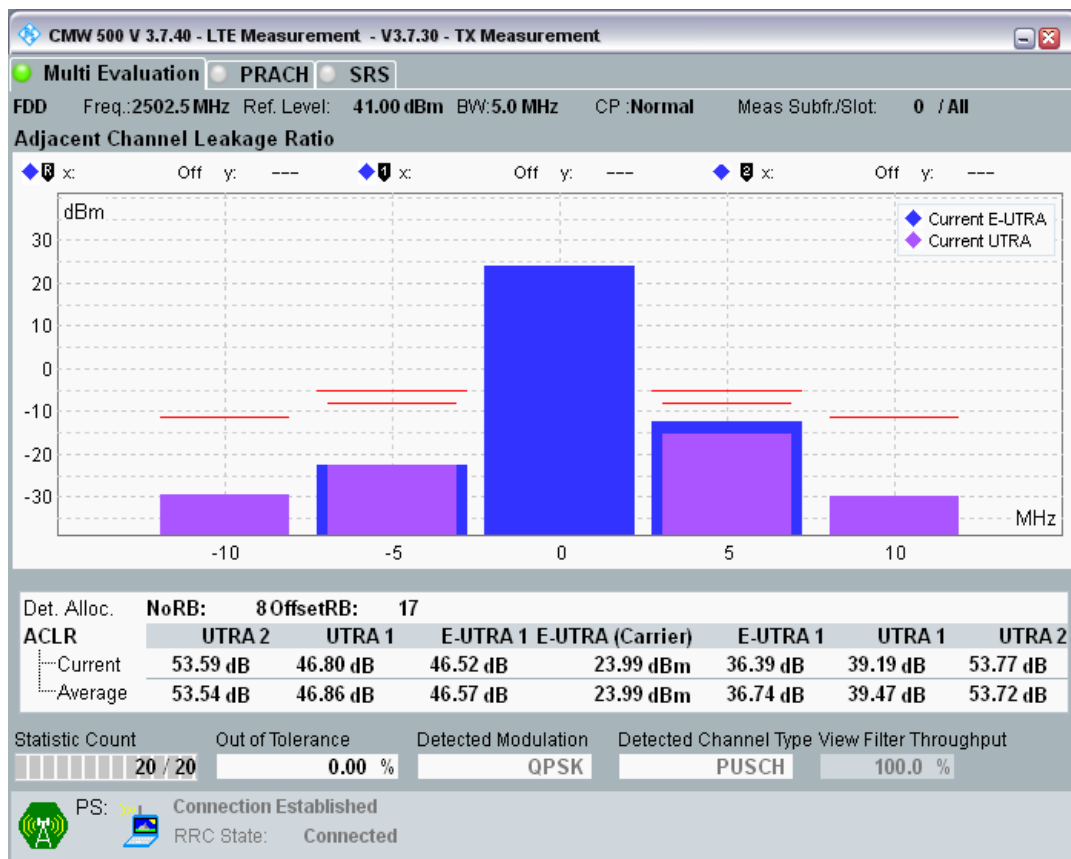 CMW 500 V 3.7.40 - LTE Measurement - V3.7.30 - TX Measurement
Multi Evaluation PRACH SRS
FDD Freq.:2502.5 MHz Ref. Level: 41.00 dBm BW:5.0 MHz CP :Normal Meas Subfr./Slot: 0 / All
Adjacent Channel Leakage Ratio
R x: Off y: --- 1 x: Off y: --- 2 x: Off y: ---
dBm
Current E-UTRA
Current UTRA
30
20
10
0
-10
-20
-30
MHz
-10 -5 0 5 10
Det. Alloc. NoRB: 8 OffsetRB: 17
ACLR UTRA 2 UTRA 1 E-UTRA 1 E-UTRA (Carrier) E-UTRA 1 UTRA 1 UTRA 2
Current 53.59 dB 46.80 dB 46.52 dB 23.99 dBm 36.39 dB 39.19 dB 53.77 dB
Average 53.54 dB 46.86 dB 46.57 dB 23.99 dBm 36.74 dB 39.47 dB 53.72 dB
Statistic Count Out of Tolerance Detected Modulation Detected Channel Type View Filter Throughput
20 / 20 0.00 % QPSK PUSCH 100.0 %
PS: Connection Established
RRC State: Connected